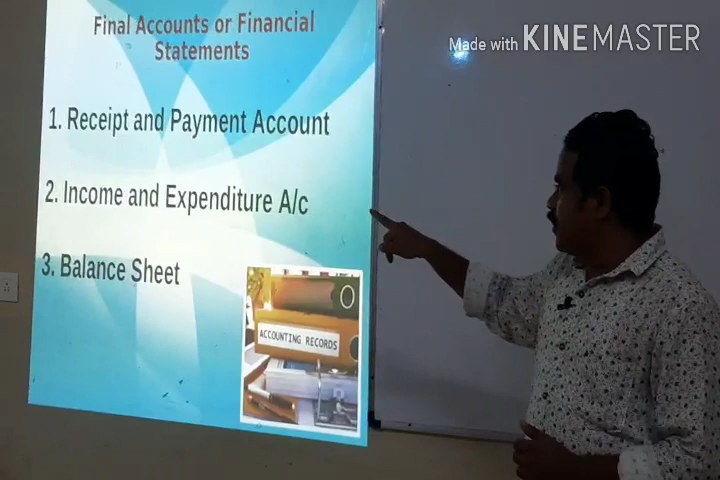 Final Accounts or Financial
Statements
1. Receipt and Payment Account
2. Income and Expenditure A/c
3. Balance Sheet
ACCOUNTING RECORDS
Made with KINEMASTER